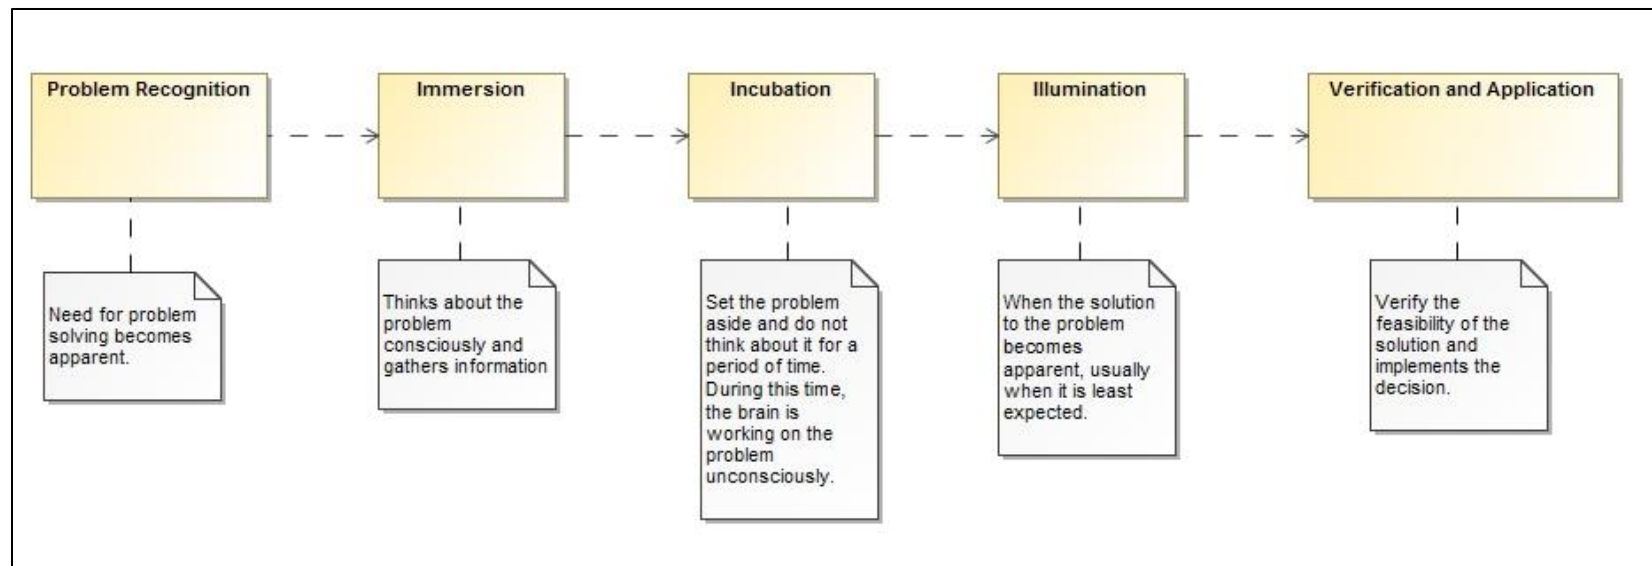 Problem Recognition
Immersion
Incubation
Illumination
Verification and Application
Need for problem
solving becomes
apparent.
Thinks about the
problem
consciously and
gathers information
Set the problem
aside and do not
think about it for a
period of time.
During this time,
the brain is
working on the
problem
unconsciously.
When the solution
to the problem
becomes
apparent, usually
when it is least
expected.
Verify the
feasibility of the
solution and
implements the
decision.